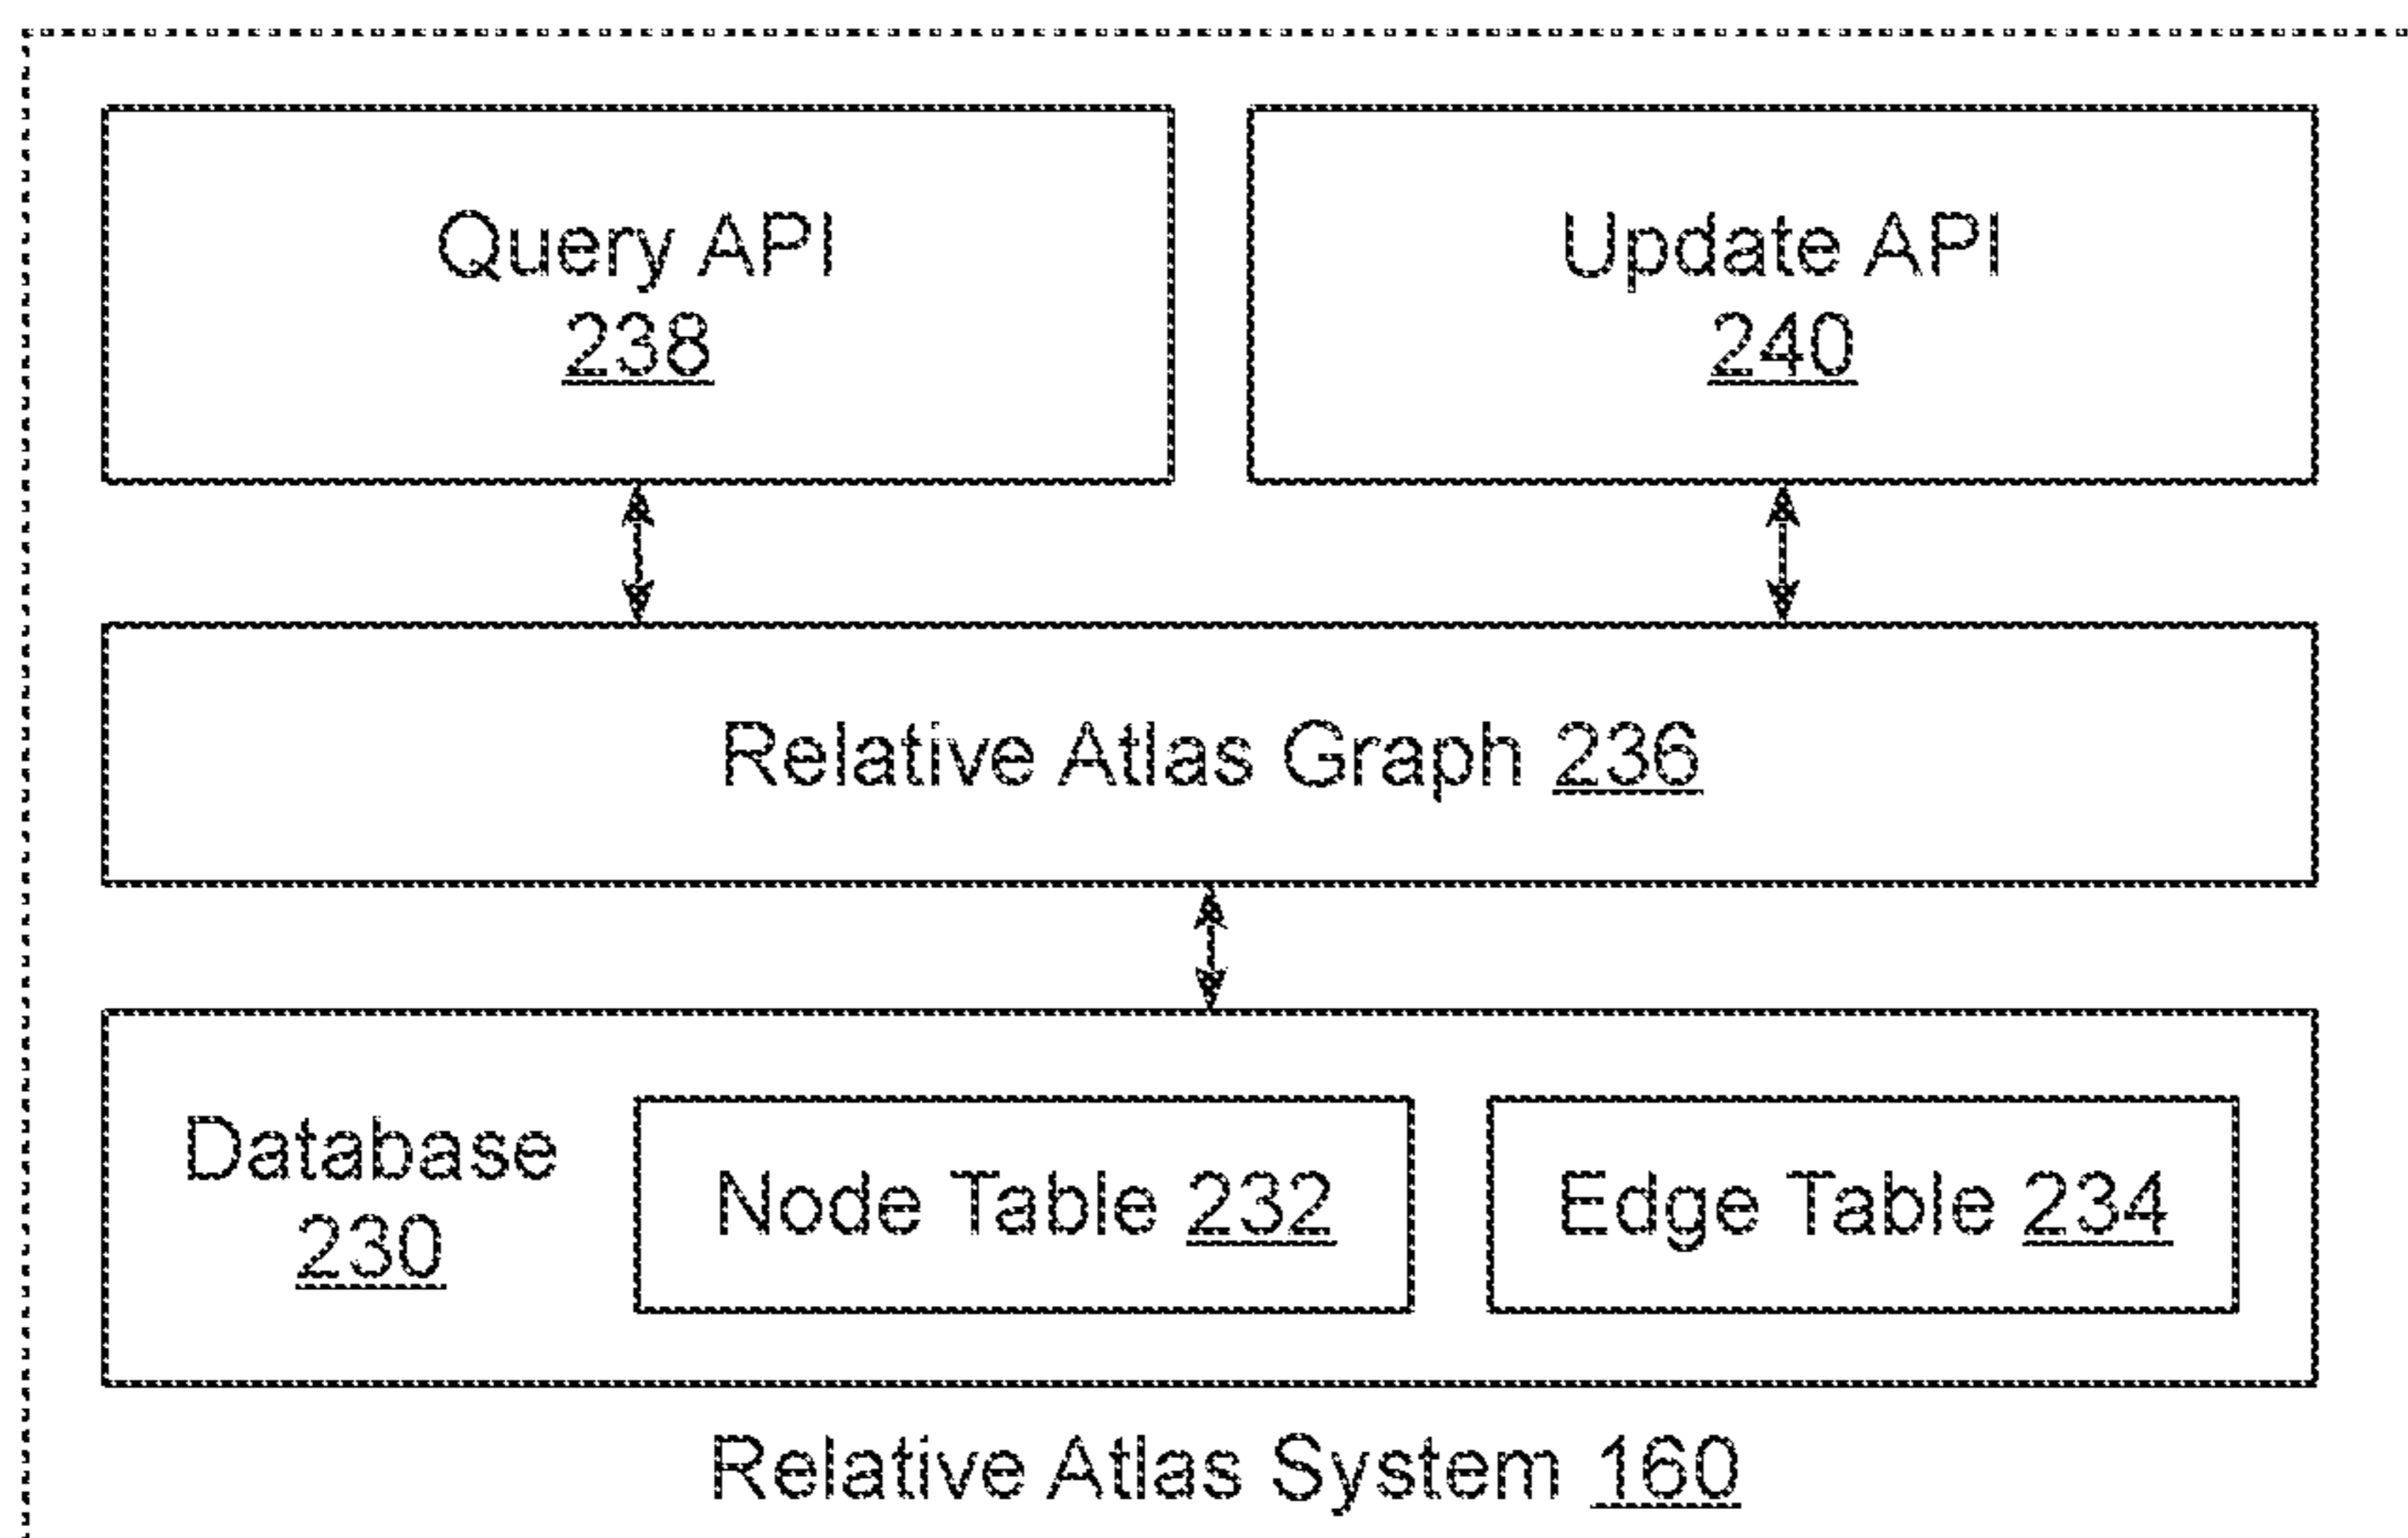 Query API
238
Update API
240
Relative Atlas Graph 236
Database
230
Node Table 232
Edge Table 234
Relative Atlas System 160